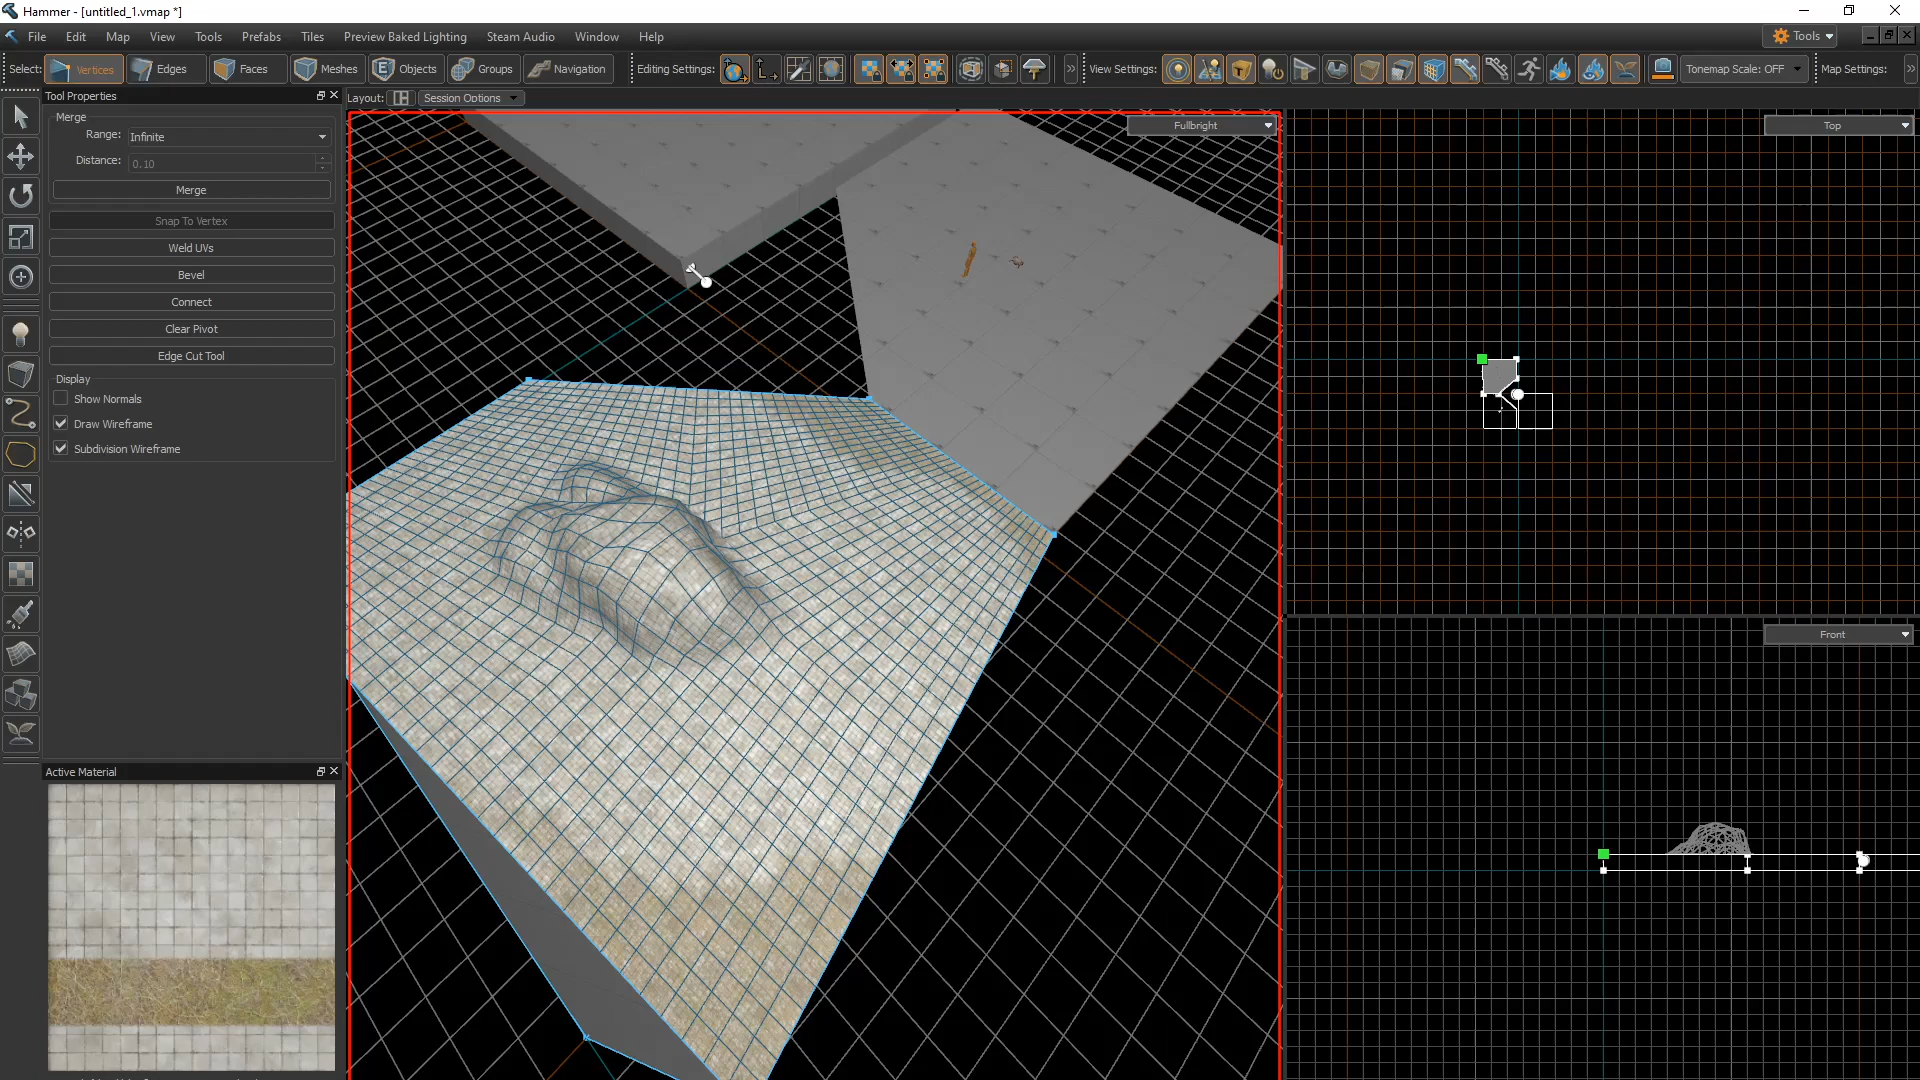 Hammer - [untitled_1.vmap *]
File Edit Map View Tools Prefabs Tiles Preview Baked Lighting Steam Audio Window Help
Tools
Select: Vertices Edges Faces Meshes Objects Groups Navigation Editing Settings: View Settings: Tonemap Scale: OFF Map Settings:
Tool Properties
Layout: Session Options
Merge
Range: Infinite
Distance: 0.10
Merge
Snap To Vertex
Weld UVs
Bevel
Connect
Clear Pivot
Edge Cut Tool
Display
Show Normals
Draw Wireframe
Subdivision Wireframe
Active Material
Fullbright
Top
Front